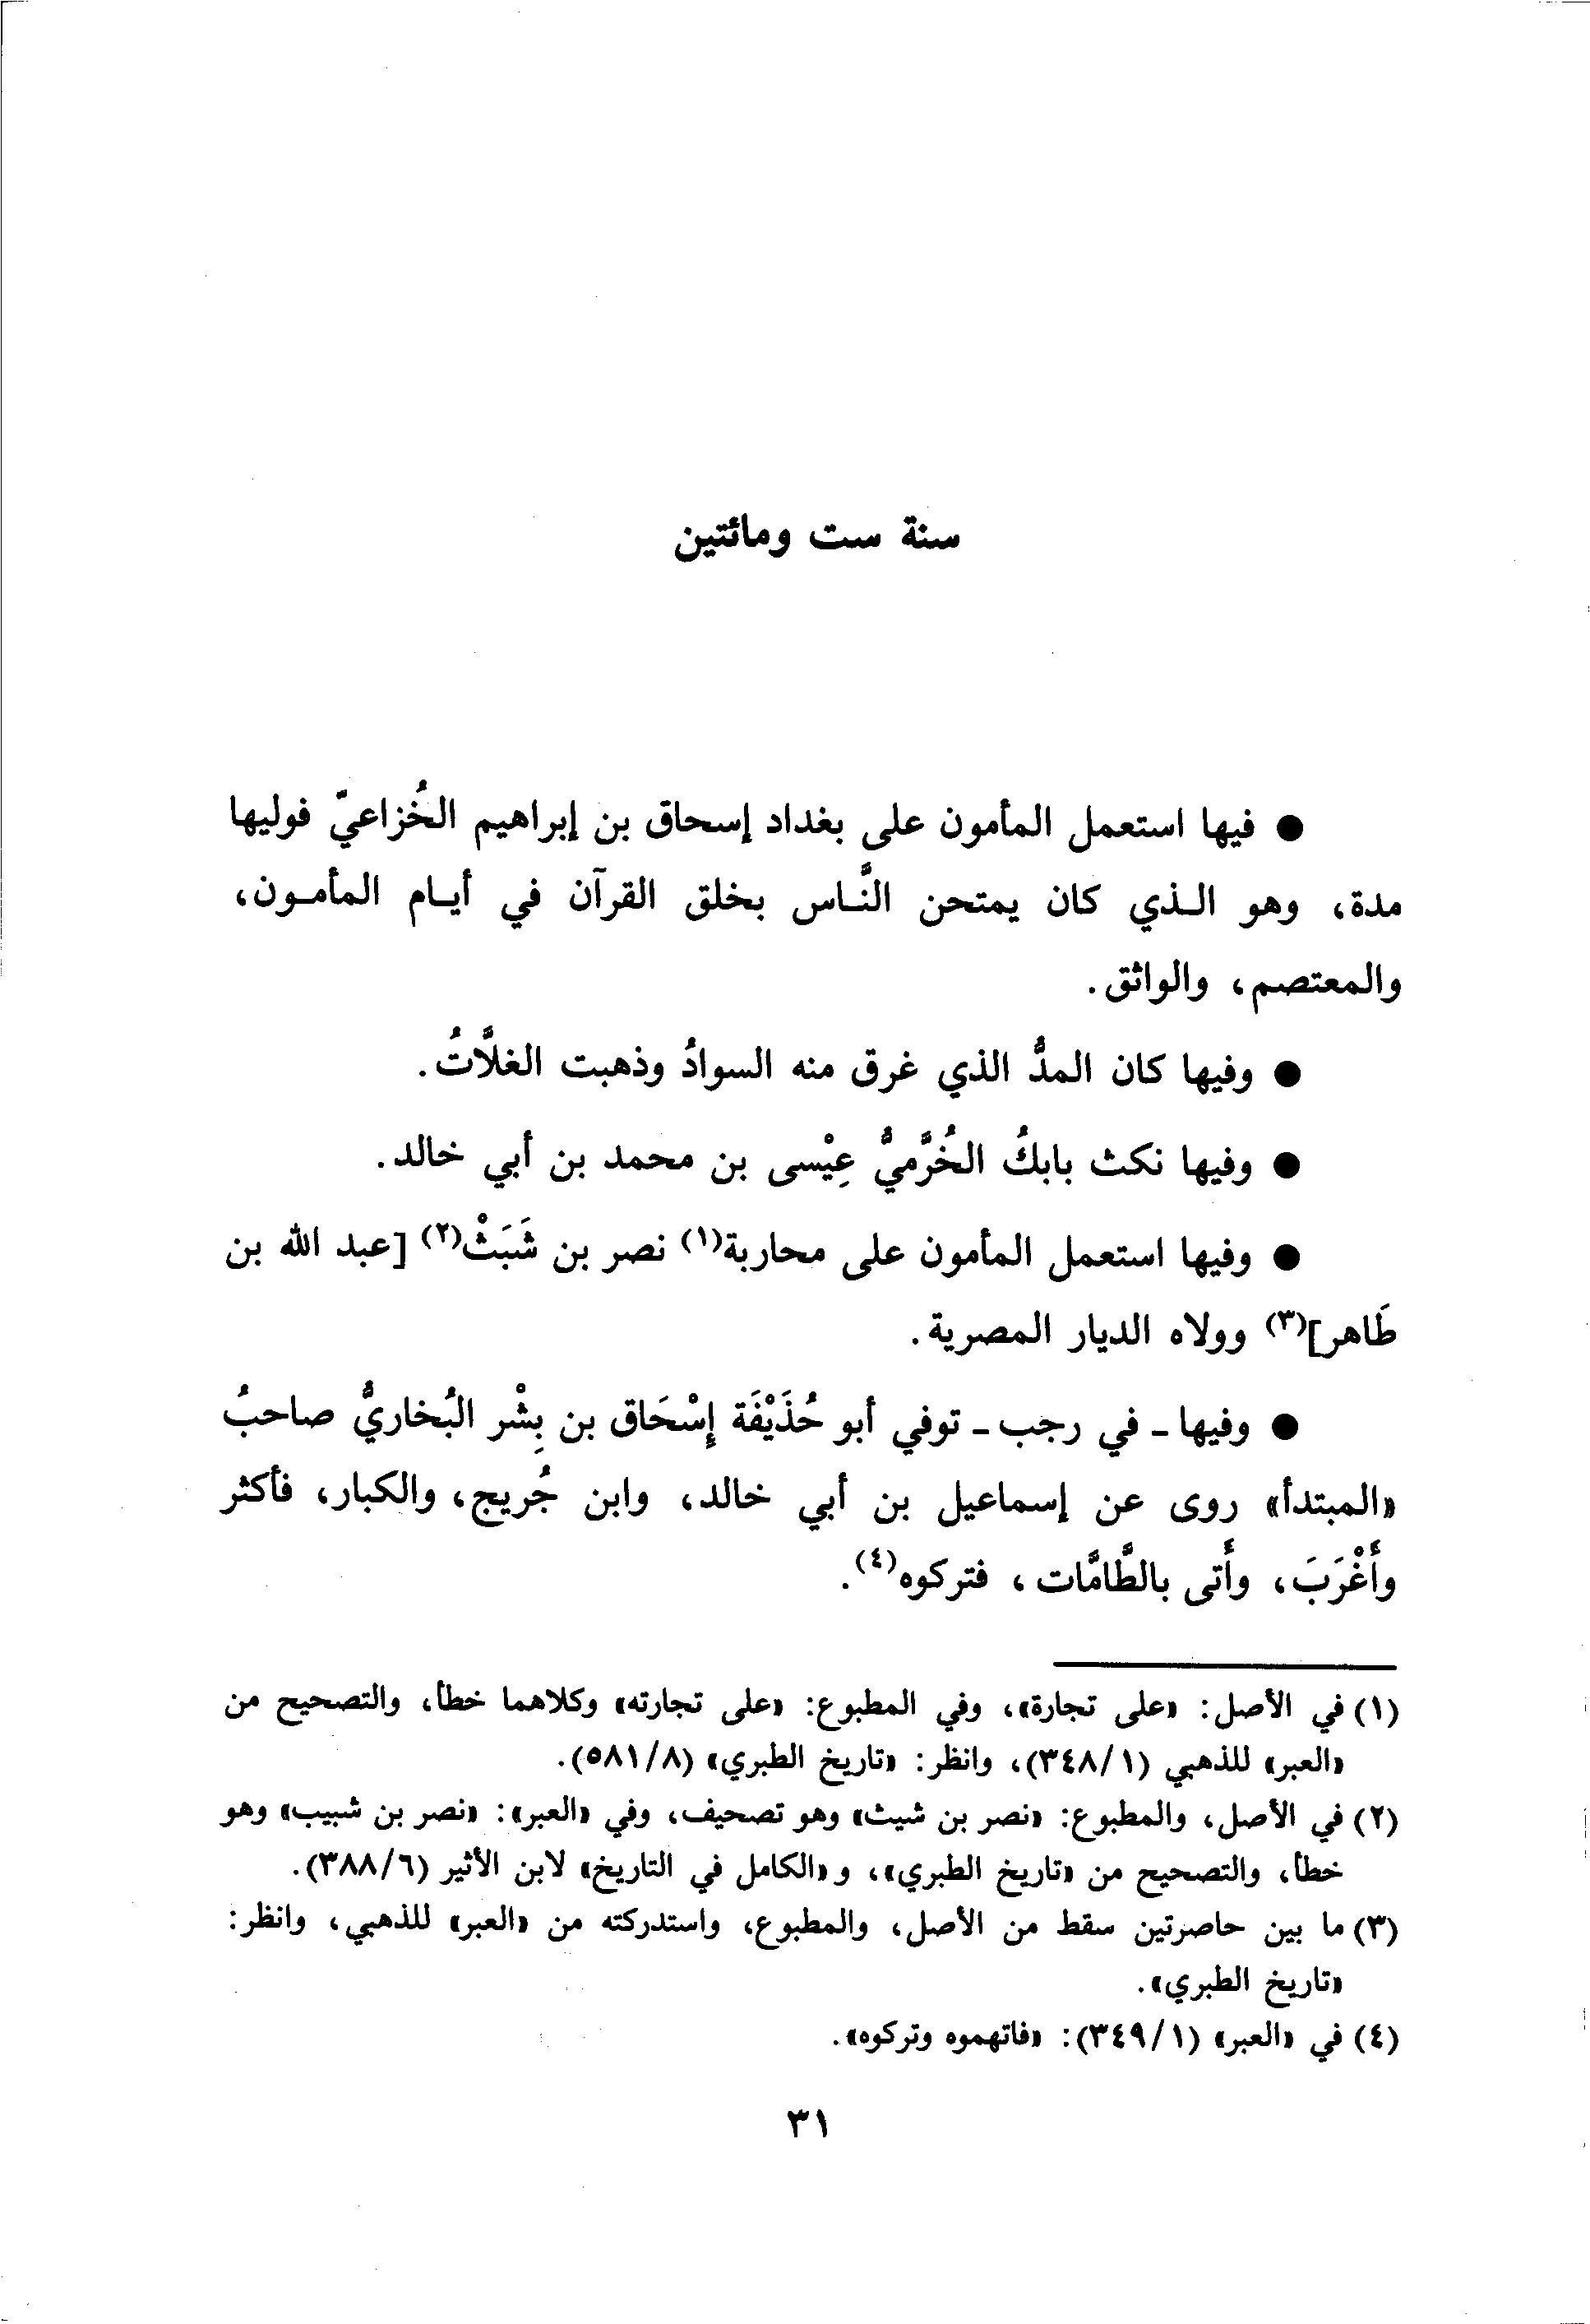 سنة ست ومائتين
● فيها استعمل المأمون على بغداد إسحاق بن إبراهيم الخُزاعيّ فوليها
مدة، وهو الـذي كان يمتحن النَّـاس بخلق القرآن في أيـام المأمـون،
والمعتصم، والواثق.
● وفيها كان المدُّ الذي غرق منه السوادُ وذهبت الغلاَّتُ.
● وفيها نكث بابكُ الخُرَّميُّ عِيْسى بن محمد بن أبي خالد.
● وفيها استعمل المأمون على محاربة(١) نصر بن شَبَثْ(٢) [عبد الله بن
طَاهر](٣) وولاه الديار المصرية.
● وفيها ـ في رجب ـ توفي أبو حُذَيْفَة إِسْحَاق بن بِشْر البُخاريُّ صاحبُ
«المبتدأ» روى عن إسماعيل بن أبي خالد، وابن جُريج، والكبار، فأكثر
وأَغْرَبَ، وأَتى بالطَّامَّات، فتركوه(٤).
(١) في الأصل: «على تجارة»، وفي المطبوع: «على تجارته» وكلاهما خطأ، والتصحيح من
«العبر» للذهبي (٣٤٨/١)، وانظر: «تاريخ الطبري» (٥٨١/٨).
(٢) في الأصل، والمطبوع: «نصر بن شيث» وهو تصحيف، وفي «العبر»: «نصر بن شبيب» وهو
خطأ، والتصحيح من «تاريخ الطبري»، و«الكامل في التاريخ» لابن الأثير (٣٨٨/٦).
(٣) ما بين حاصرتين سقط من الأصل، والمطبوع، واستدركته من «العبر» للذهبي، وانظر:
«تاريخ الطبري».
(٤) في «العبر» (٣٤٩/١): «فاتهموه وتركوه».
٣١